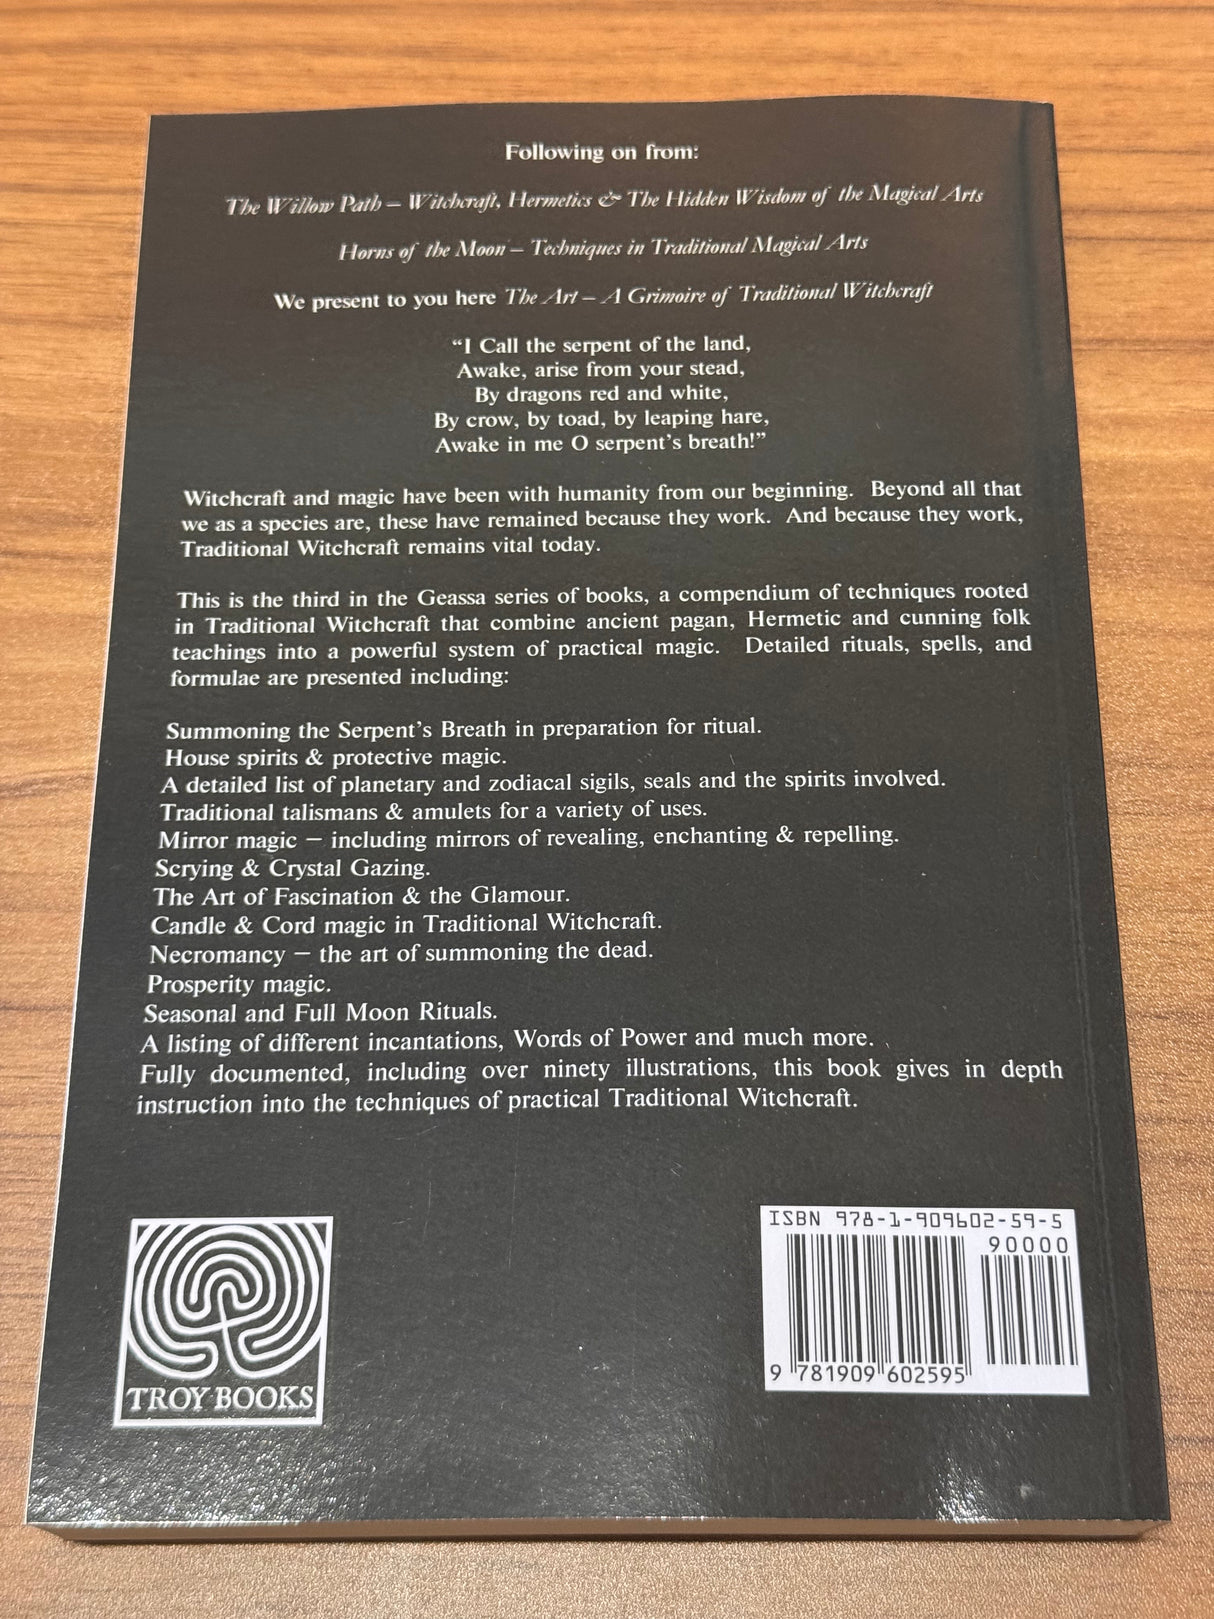 Following on from:
The Willow Path – Witchcraft, Hermetics & The Hidden Wisdom of the Magical Arts
Horns of the Moon – Techniques in Traditional Magical Arts
We present to you here The Art – A Grimoire of Traditional Witchcraft
“I Call the serpent of the land,
Awake, arise from your stead,
By dragons red and white,
By crow, by toad, by leaping hare,
Awake in me O serpent’s breath!”
Witchcraft and magic have been with humanity from our beginning. Beyond all that
we as a species are, these have remained because they work. And because they work,
Traditional Witchcraft remains vital today.
This is the third in the Geassa series of books, a compendium of techniques rooted
in Traditional Witchcraft that combine ancient pagan, Hermetic and cunning folk
teachings into a powerful system of practical magic. Detailed rituals, spells, and
formulae are presented including:
Summoning the Serpent’s Breath in preparation for ritual.
House spirits & protective magic.
A detailed list of planetary and zodiacal sigils, seals and the spirits involved.
Traditional talismans & amulets for a variety of uses.
Mirror magic – including mirrors of revealing, enchanting & repelling.
Scrying & Crystal Gazing.
The Art of Fascination & the Glamour.
Candle & Cord magic in Traditional Witchcraft.
Necromancy – the art of summoning the dead.
Prosperity magic.
Seasonal and Full Moon Rituals.
A listing of different incantations, Words of Power and much more.
Fully documented, including over ninety illustrations, this book gives in depth
instruction into the techniques of practical Traditional Witchcraft.
TROY BOOKS
ISBN 978-1-909602-59-5
90000
9 781909 602595